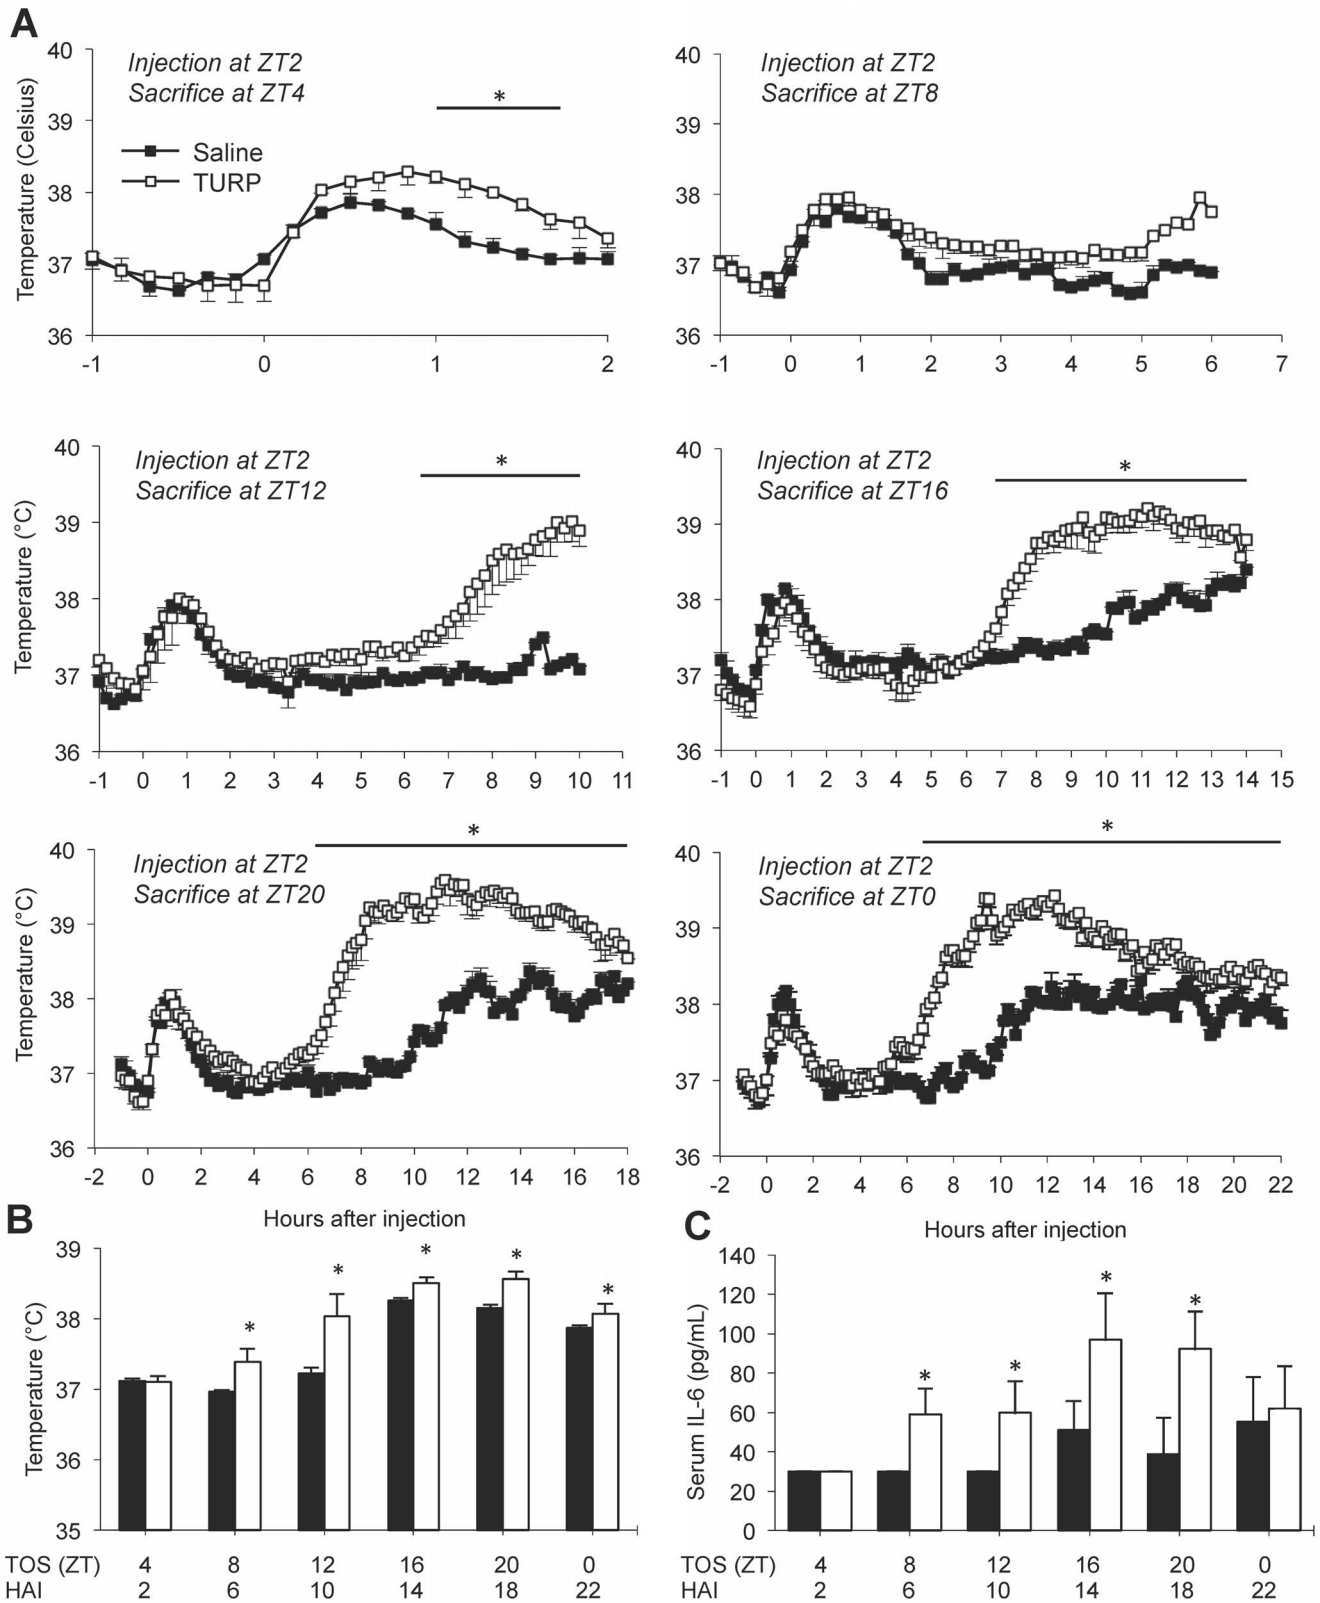 A
Injection at ZT2
Sacrifice at ZT4
*
Saline
TURP
Temperature (Celsius)
40
39
38
37
36
-1 0 1 2
Injection at ZT2
Sacrifice at ZT8
40
39
38
37
36
-1 0 1 2 3 4 5 6 7
Injection at ZT2
Sacrifice at ZT12
*
Temperature (°C)
40
39
38
37
36
-1 0 1 2 3 4 5 6 7 8 9 10 11
Injection at ZT2
Sacrifice at ZT16
*
40
39
38
37
36
-1 0 1 2 3 4 5 6 7 8 9 10 11 12 13 14 15
*
Injection at ZT2
Sacrifice at ZT20
Temperature (°C)
40
39
38
37
36
-2 0 2 4 6 8 10 12 14 16 18
Hours after injection
*
Injection at ZT2
Sacrifice at ZT0
40
39
38
37
36
-2 0 2 4 6 8 10 12 14 16 18 20 22
Hours after injection
B
Temperature (°C)
39
38
37
36
35
* * * * *
TOS (ZT) 4 8 12 16 20 0
HAI 2 6 10 14 18 22
C
Serum IL-6 (pg/mL)
140
120
100
80
60
40
20
0
* * * *
TOS (ZT) 4 8 12 16 20 0
HAI 2 6 10 14 18 22